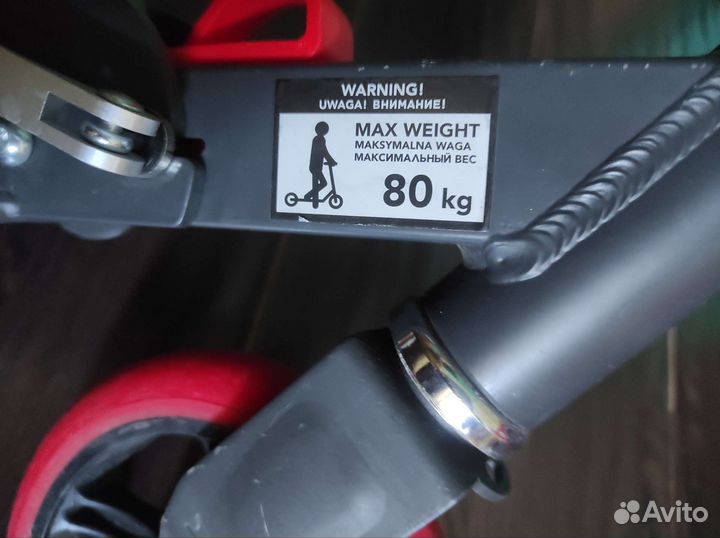 WARNING!
UWAGA! ВНИМАНИЕ!
MAX WEIGHT
MAKSYMALNA WAGA
МАКСИМАЛЬНЫЙ ВЕС
80 kg
Avito